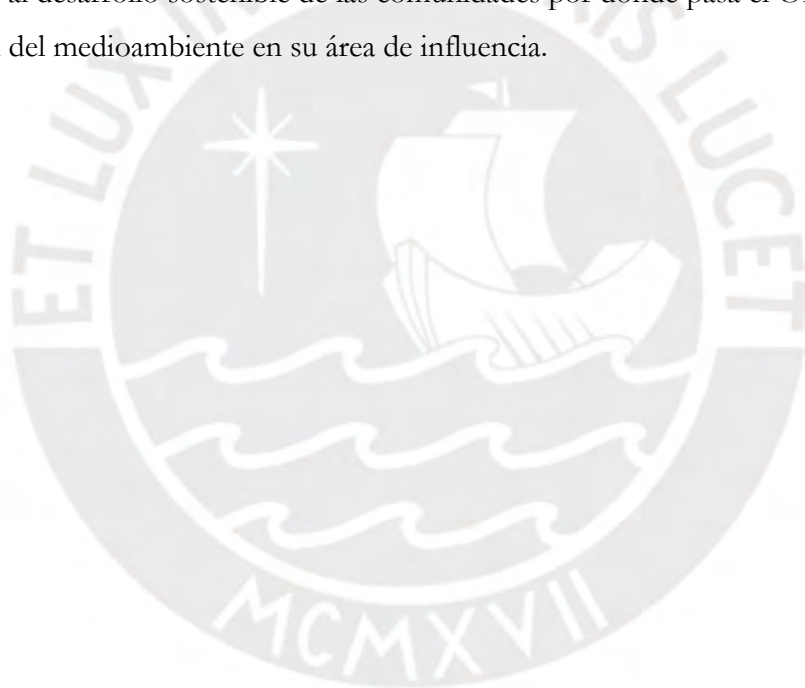 al desarrollo sostenible de las comunidades por donde pasa el
del medioambiente en su área de influencia.
ET LUX
IS LUCET
MCMXVII